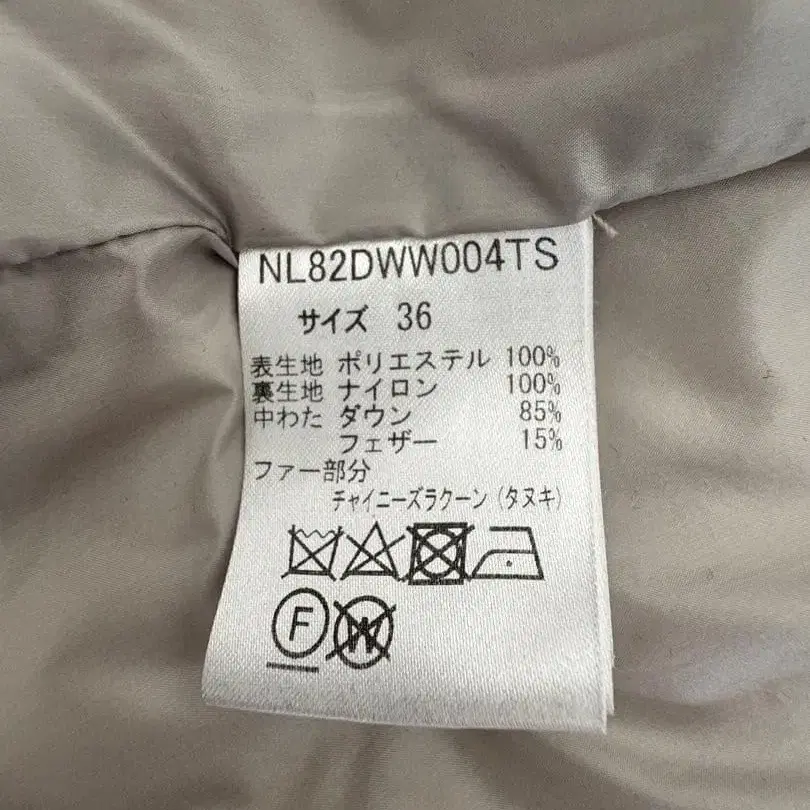 NL82DWW004TS
サイズ 36
表生地 ポリエステル 100%
裏生地 ナイロン 100%
中わた ダウン 85%
フェザー 15%
ファー部分
チャイニーズラクーン(タヌキ)
F W